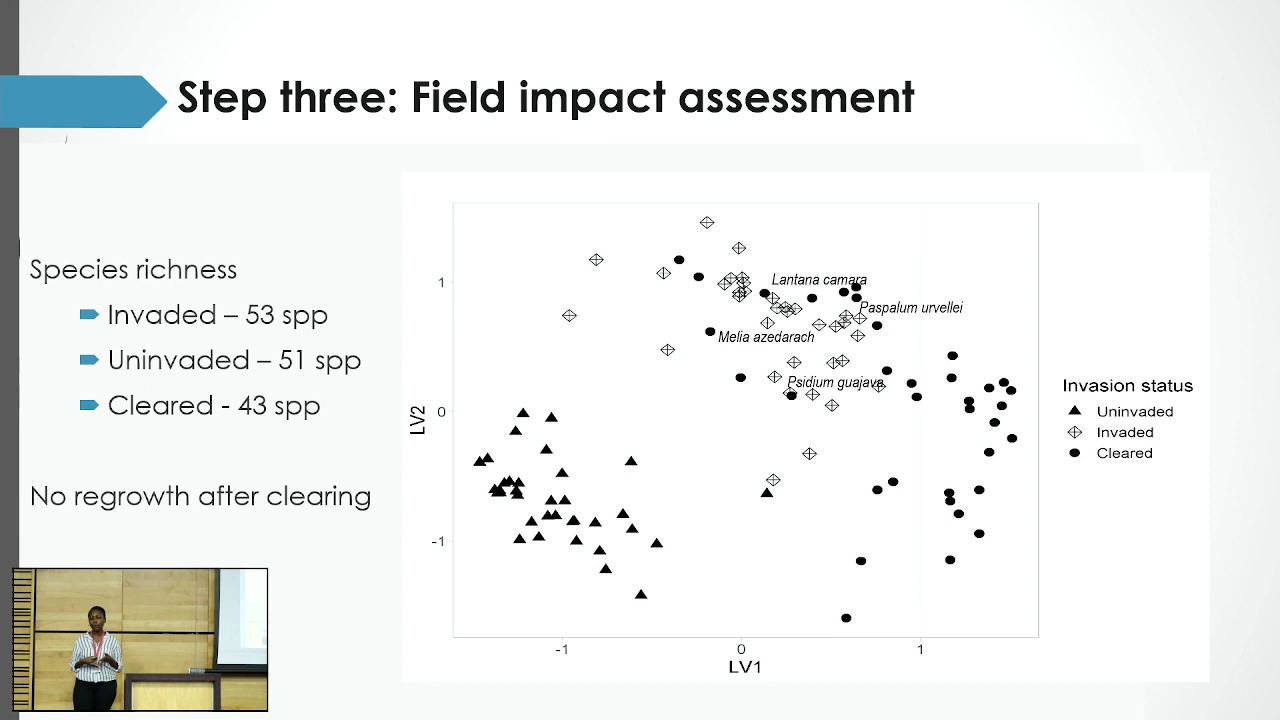 Step three: Field impact assessment
Species richness
Invaded – 53 spp
Uninvaded – 51 spp
Cleared - 43 spp
No regrowth after clearing
LV2
1
0
-1
Lantana camara
Paspalum urvellei
Melia azedarach
Psidium guajava
-1
0
1
LV1
Invasion status
Uninvaded
Invaded
Cleared